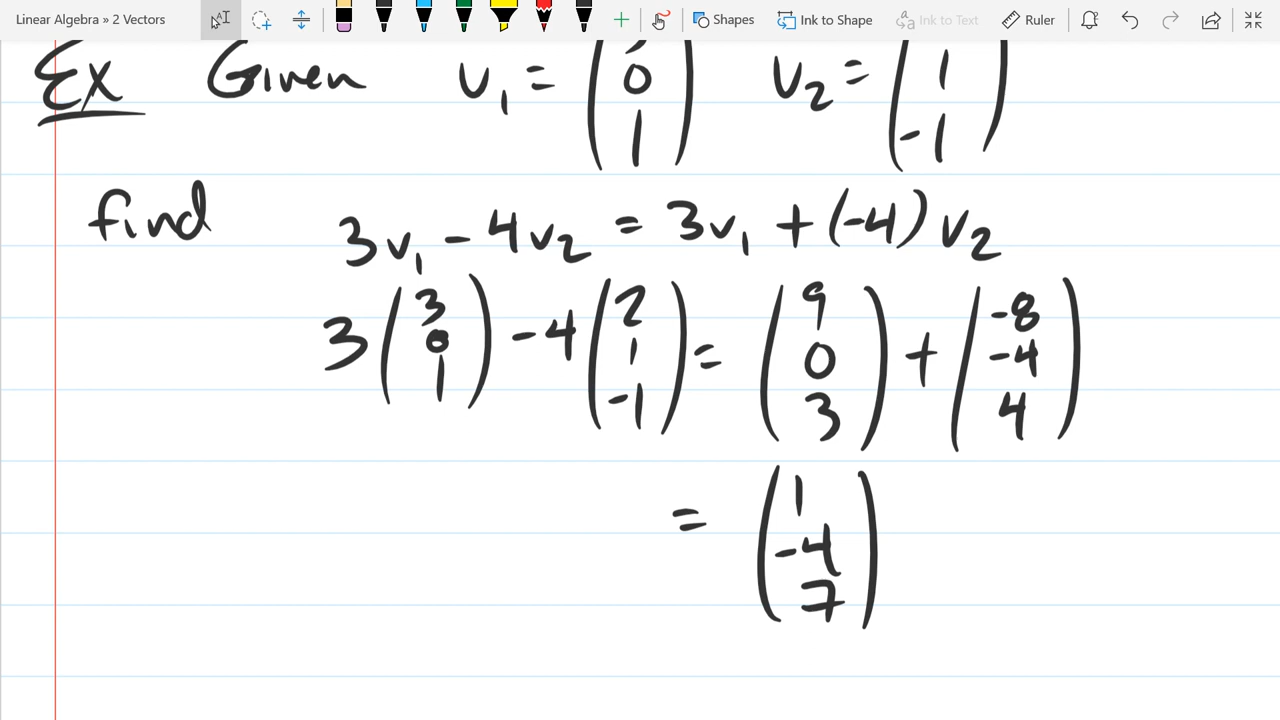 Linear Algebra » 2 Vectors Shapes Ink to Shape Ink to Text Ruler
Ex Given v₁ = ( 0 1 ) v₂ = ( 1 -1 )
find 3v₁ - 4v₂ = 3v₁ + (-4) v₂
3 ( 3 0 1 ) - 4 ( 2 1 -1 ) = ( 9 0 3 ) + ( -8 -4 4 )
= ( 1 -4 7 )